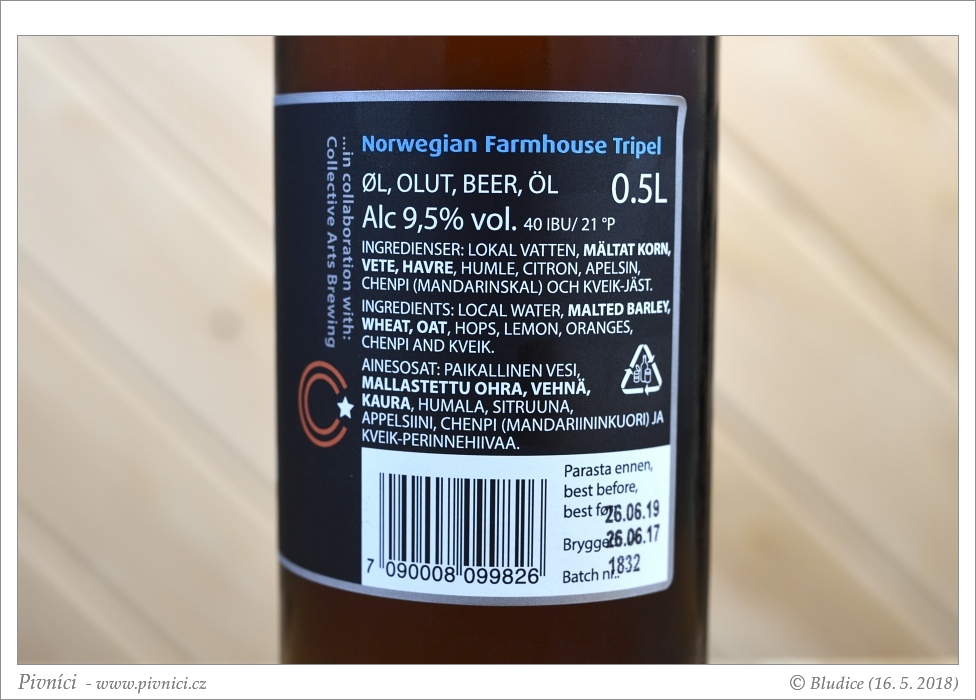 ...in collaboration with:
Collective Arts Brewing
Norwegian Farmhouse Tripel
ØL, OLUT, BEER, ÖL 0.5L
Alc 9,5% vol. 40 IBU/ 21 °P
INGREDIENSER: LOKAL VATTEN, MÄLTAT KORN,
VETE, HAVRE, HUMLE, CITRON, APELSIN,
CHENPI (MANDARINSKAL) OCH KVEIK-JÄST.
INGREDIENTS: LOCAL WATER, MALTED BARLEY,
WHEAT, OAT, HOPS, LEMON, ORANGES,
CHENPI AND KVEIK.
AINESOSAT: PAIKALLINEN VESI,
MALLASTETTU OHRA, VEHNÄ,
KAURA, HUMALA, SITRUUNA,
APPELSIINI, CHENPI (MANDARIININKUORI) JA
KVEIK-PERINNEHIIVAA.
Parasta ennen,
best before,
best før 26.06.19
26.06.17
Batch nr. 1832
7 090008 099826
Pivníci - www.pivnici.cz
© Bludice (16. 5. 2018)